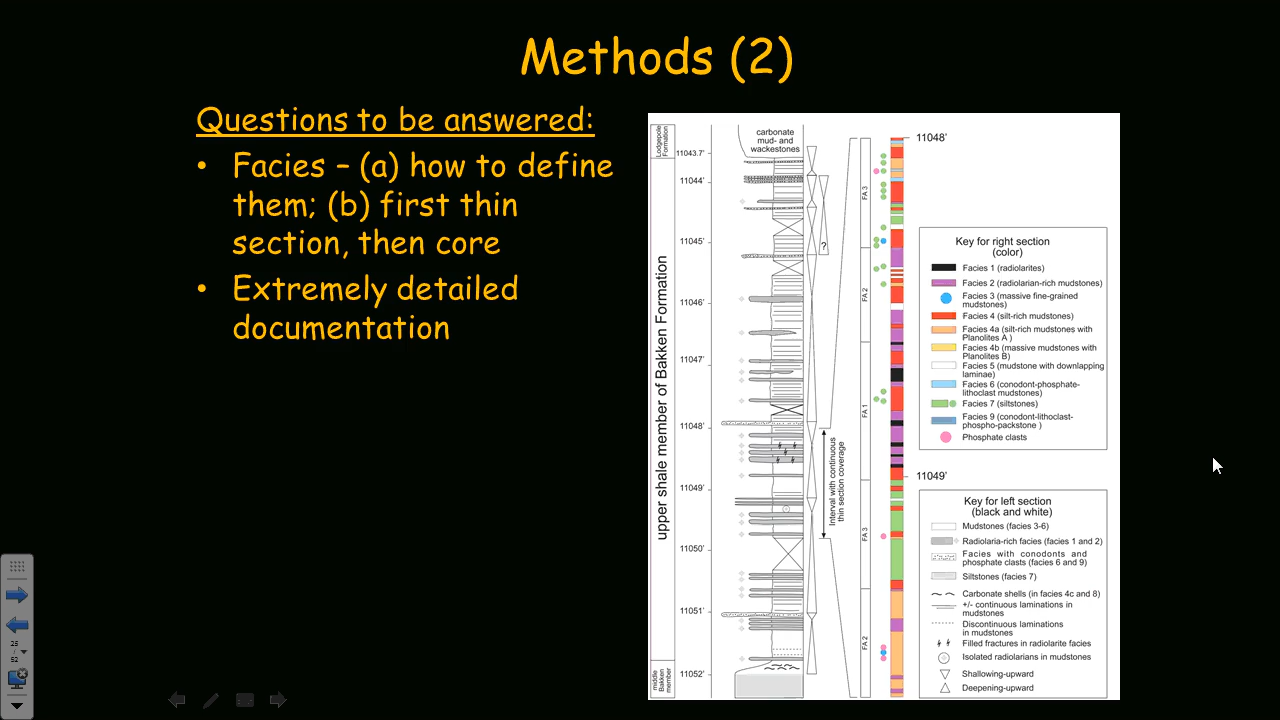 Methods (2)
Questions to be answered:
• Facies – (a) how to define
them; (b) first thin
section, then core
• Extremely detailed
documentation
Lodgepole
Formation
carbonate
mud- and
wackestones
upper shale member of Bakken Formation
middle
Bakken
member
11043.7'
11044'
11045'
11046'
11047'
11048'
11049'
11050'
11051'
11052'
?
Interval with continuous
thin section coverage
FA 3
FA 2
FA 1
FA 3
FA 2
11048'
11049'
Key for right section
(color)
Facies 1 (radiolarites)
Facies 2 (radiolarian-rich mudstones)
Facies 3 (massive fine-grained
mudstones)
Facies 4 (silt-rich mudstones)
Facies 4a (silt-rich mudstones with
Planolites A )
Facies 4b (massive mudstones with
Planolites B)
Facies 5 (mudstone with downlapping
laminae)
Facies 6 (conodont-phosphate-
lithoclast mudstones)
Facies 7 (siltstones)
Facies 9 (conodont-lithoclast-
phospho-packstone )
Phosphate clasts
Key for left section
(black and white)
Mudstones (facies 3-6)
Radiolaria-rich facies (facies 1 and 2)
Facies with conodonts and
phosphate clasts (facies 6 and 9)
Siltstones (facies 7)
Carbonate shells (in facies 4c and 8)
+/- continuous laminations in
mudstones
Discontinuous laminations
in mudstones
Filled fractures in radiolarite facies
Isolated radiolarians in mudstones
Shallowing-upward
Deepening-upward